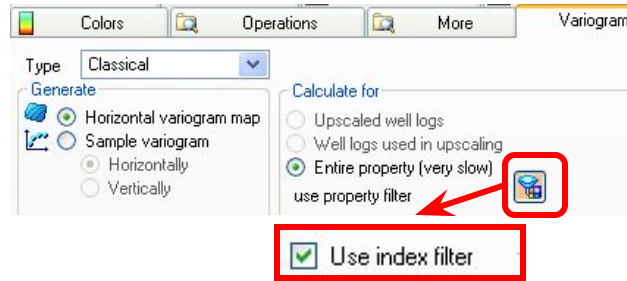 Colors Operations More Variogram
Type Classical
Generate
Horizontal variogram map
Sample variogram
Horizontally
Vertically
Calculate for
Upscaled well logs
Well logs used in upscaling
Entire property (very slow)
use property filter
Use index filter